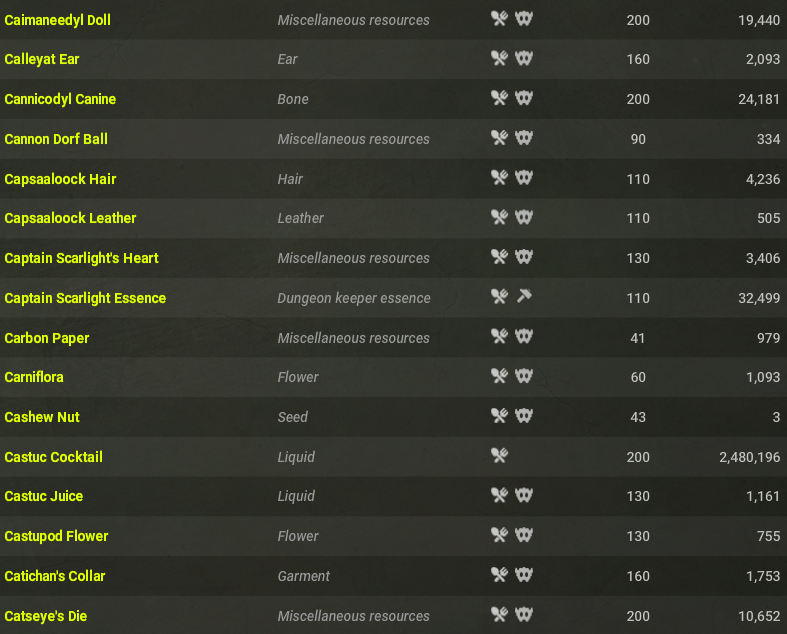 Caimaneedyl Doll Miscellaneous resources 200 19,440
Calleyat Ear Ear 160 2,093
Cannicodyl Canine Bone 200 24,181
Cannon Dorf Ball Miscellaneous resources 90 334
Capsaaloock Hair Hair 110 4,236
Capsaaloock Leather Leather 110 505
Captain Scarlight's Heart Miscellaneous resources 130 3,406
Captain Scarlight Essence Dungeon keeper essence 110 32,499
Carbon Paper Miscellaneous resources 41 979
Carniflora Flower 60 1,093
Cashew Nut Seed 43 3
Castuc Cocktail Liquid 200 2,480,196
Castuc Juice Liquid 130 1,161
Castupod Flower Flower 130 755
Catichan's Collar Garment 160 1,753
Catseye's Die Miscellaneous resources 200 10,652